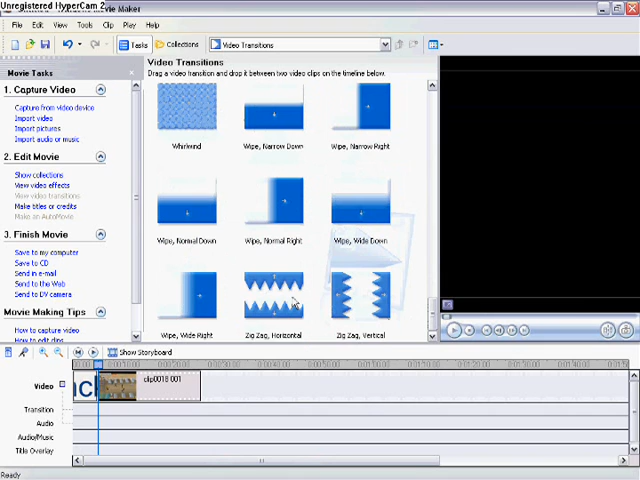 Unregistered HyperCam 2
Movie Maker
File Edit View Tools Clip Play Help
Tasks Collections Video Transitions
Movie Tasks
Video Transitions
Drag a video transition and drop it between two video clips on the timeline below.
1. Capture Video
Capture from video device
Import video
Import pictures
Import audio or music
2. Edit Movie
Show collections
View video effects
View video transitions
Make titles or credits
Make an AutoMovie
3. Finish Movie
Save to my computer
Save to CD
Send in e-mail
Send to the Web
Send to DV camera
Movie Making Tips
How to capture video
How to edit clips
Whirlwind
Wipe, Narrow Down
Wipe, Narrow Right
Wipe, Normal Down
Wipe, Normal Right
Wipe, Wide Down
Wipe, Wide Right
Zig Zag, Horizontal
Zig Zag, Vertical
Show Storyboard
Video
clip0018 001
Transition
Audio
Audio/Music
Title Overlay
Ready